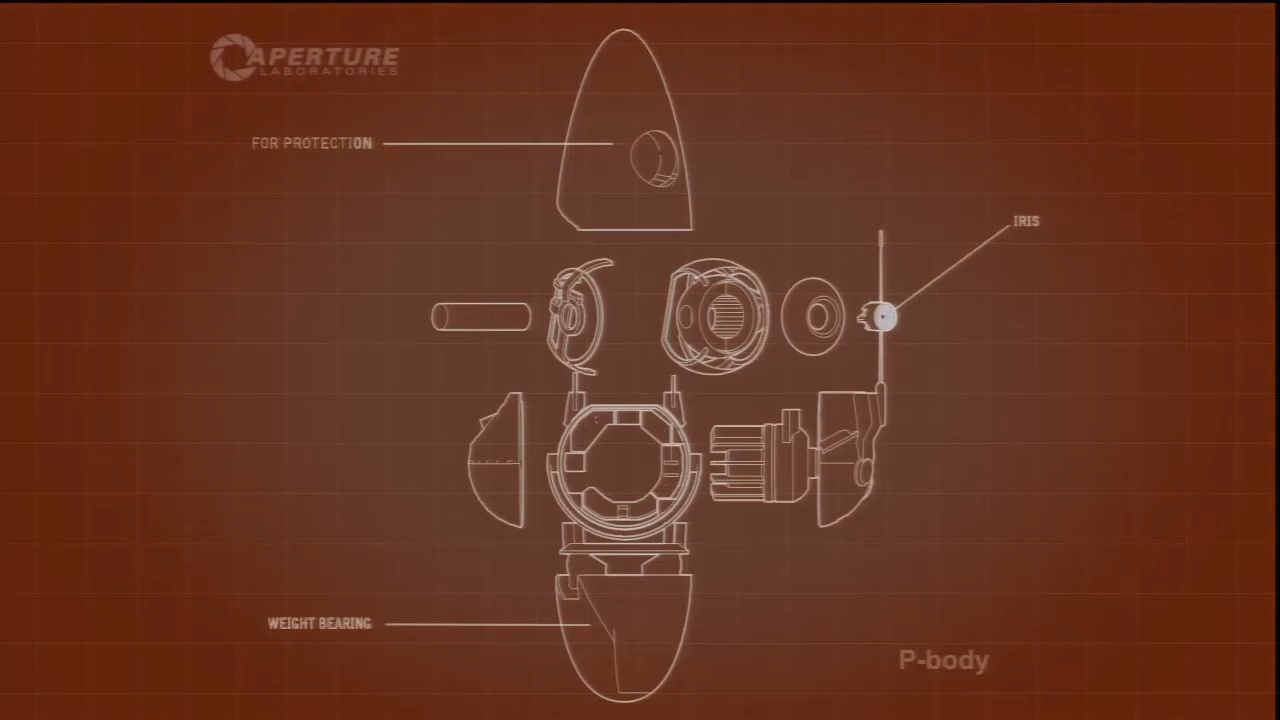 APERTURE
LABORATORIES
FOR PROTECTION
IRIS
WEIGHT BEARING
P-body